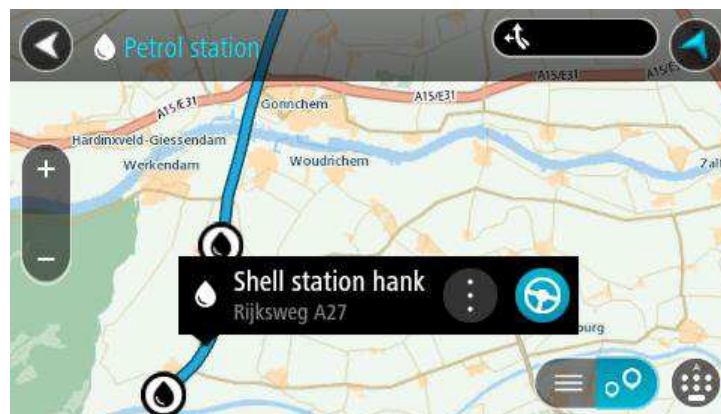 Petrol station
A15/E31
A15/E31
A15/E31
Gorinchem
Hardinxveld-Giessendam
Werkendam
Woudrichem
Shell station hank
Rijksweg A27